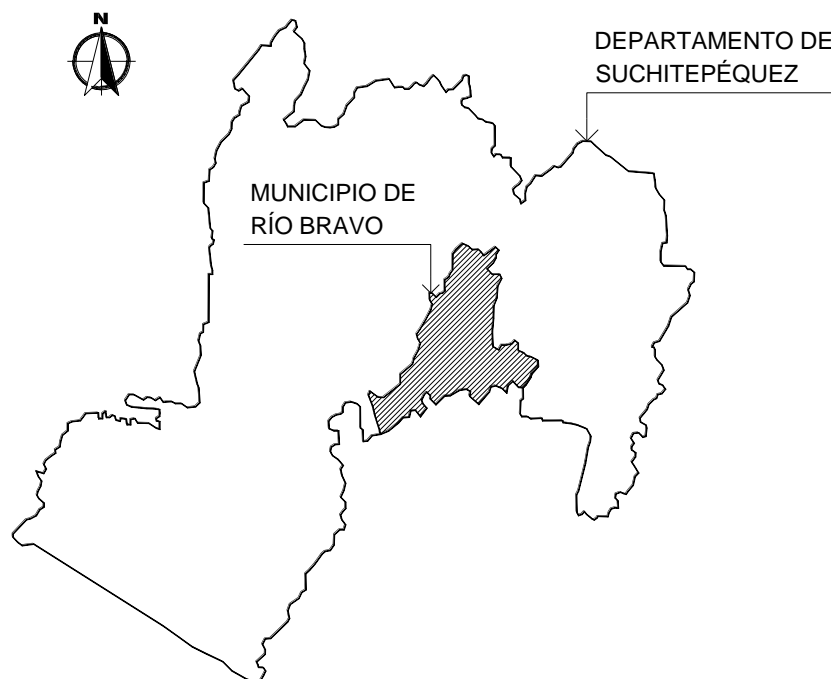 N
DEPARTAMENTO DE
SUCHITEPÉQUEZ
MUNICIPIO DE
RÍO BRAVO